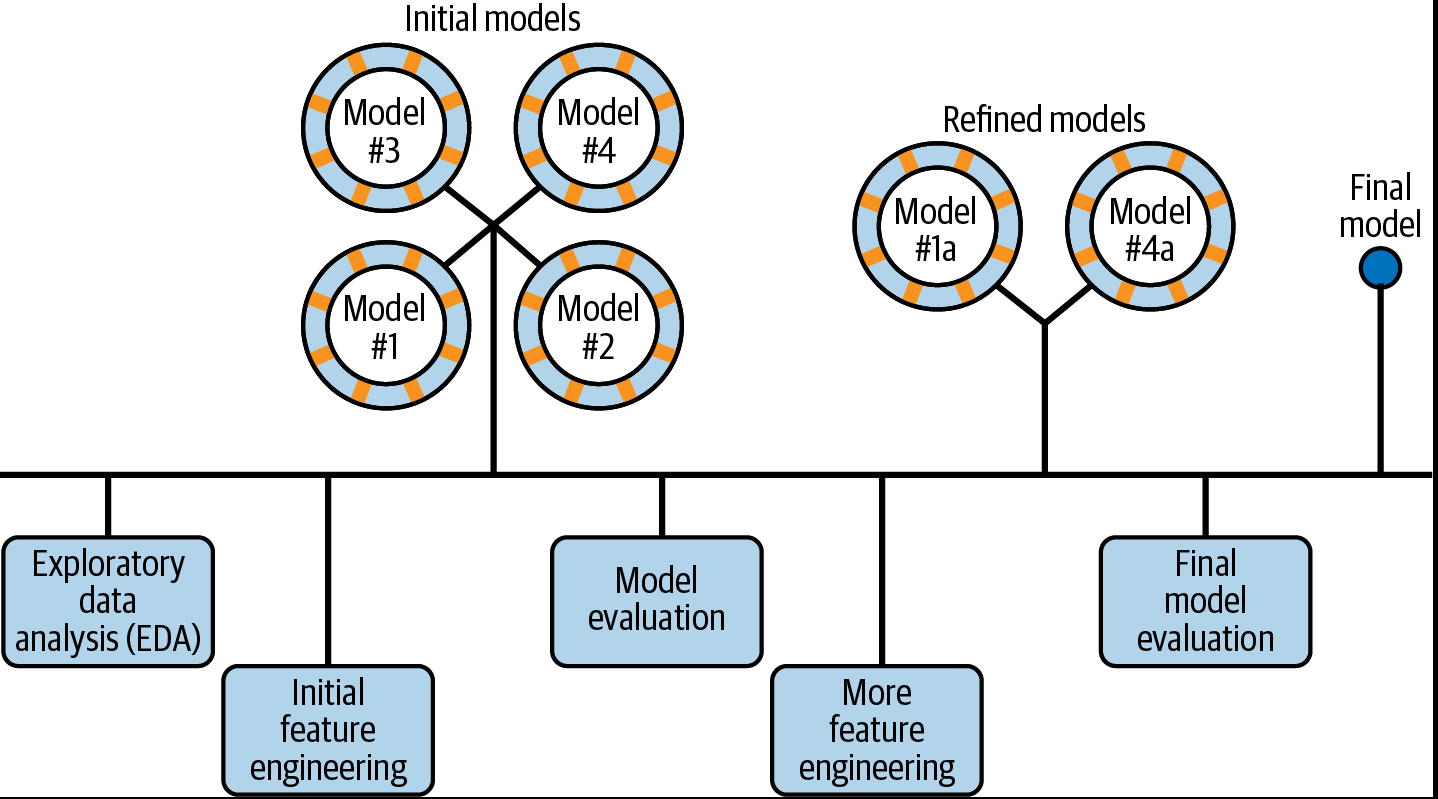 Initial models
Model
#3
Model
#4
Model
#1
Model
#2
Refined models
Model
#1a
Model
#4a
Final
model
Exploratory
data
analysis (EDA)
Initial
feature
engineering
Model
evaluation
More
feature
engineering
Final
model
evaluation